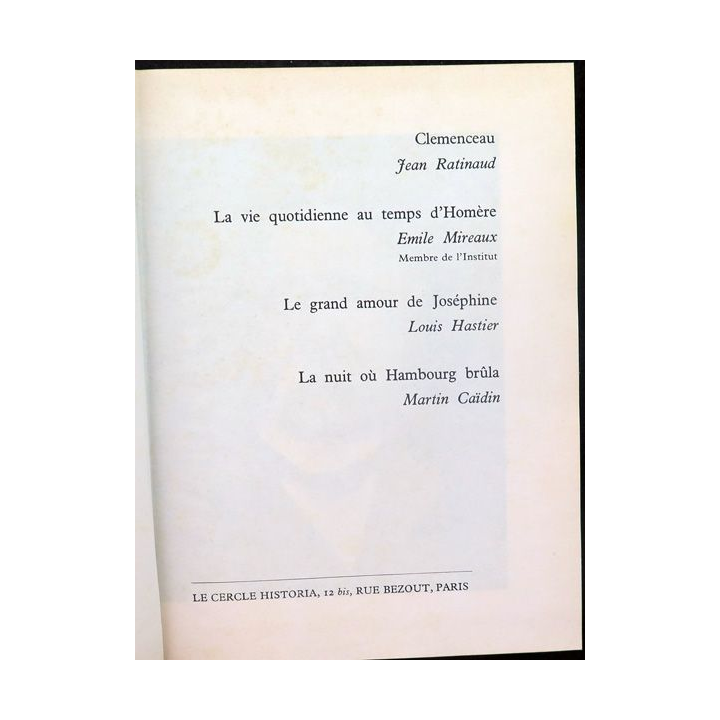 Clemenceau
Jean Ratinaud
La vie quotidienne au temps d'Homère
Emile Mireaux
Membre de l'Institut
Le grand amour de Joséphine
Louis Hastier
La nuit où Hambourg brûla
Martin Caïdin
LE CERCLE HISTORIA, 12 bis, RUE BEZOUT, PARIS